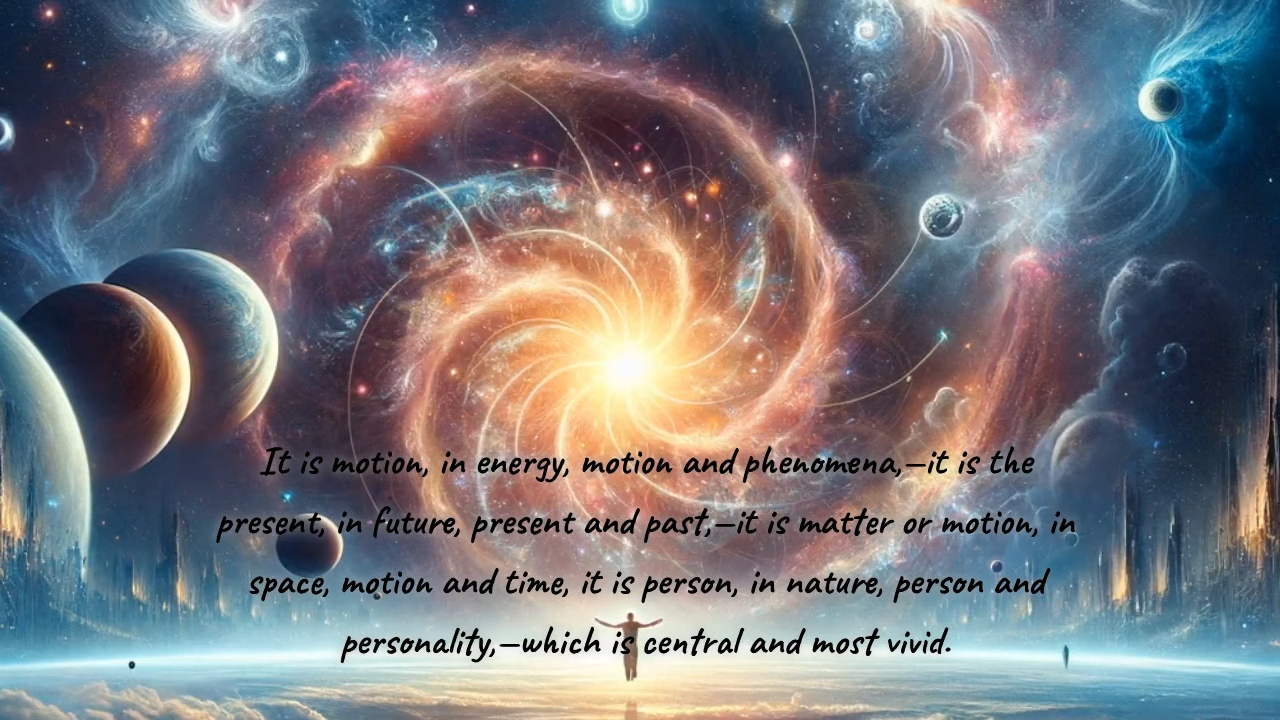 It is motion, in energy, motion and phenomena,—it is the
present, in future, present and past,—it is matter or motion, in
space, motion and time, it is person, in nature, person and
personality,—which is central and most vivid.